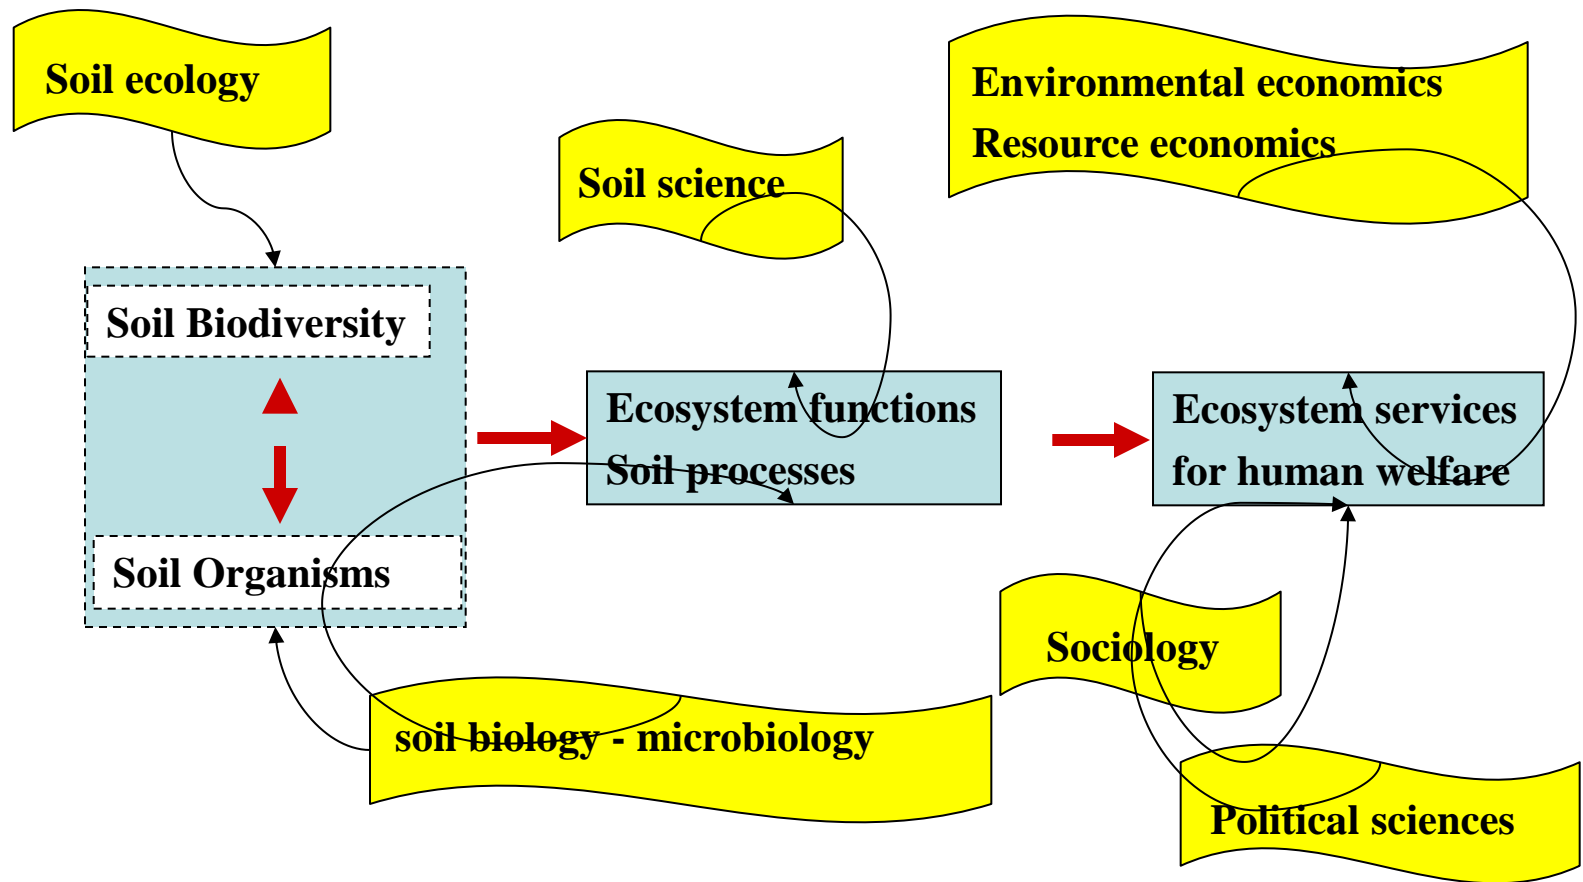 Soil ecology
Environmental economics
Resource economics
Soil science
Soil Biodiversity
Ecosystem functions
Soil processes
Ecosystem services
for human welfare
Soil Organisms
Sociology
soil biology - microbiology
Political sciences